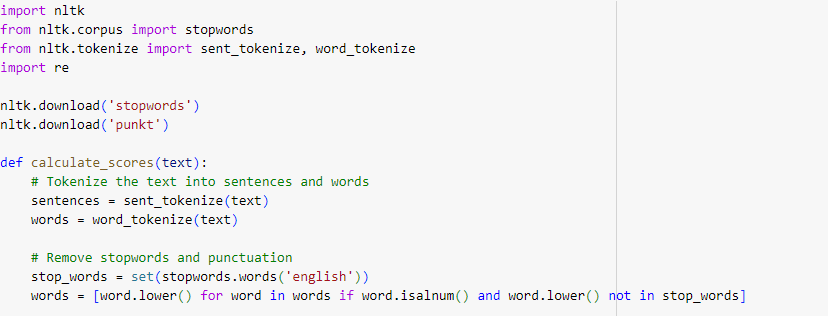 import nltk
from nltk.corpus import stopwords
from nltk.tokenize import sent_tokenize, word_tokenize
import re

nltk.download('stopwords')
nltk.download('punkt')

def calculate_scores(text):
    # Tokenize the text into sentences and words
    sentences = sent_tokenize(text)
    words = word_tokenize(text)

    # Remove stopwords and punctuation
    stop_words = set(stopwords.words('english'))
    words = [word.lower() for word in words if word.isalnum() and word.lower() not in stop_words]